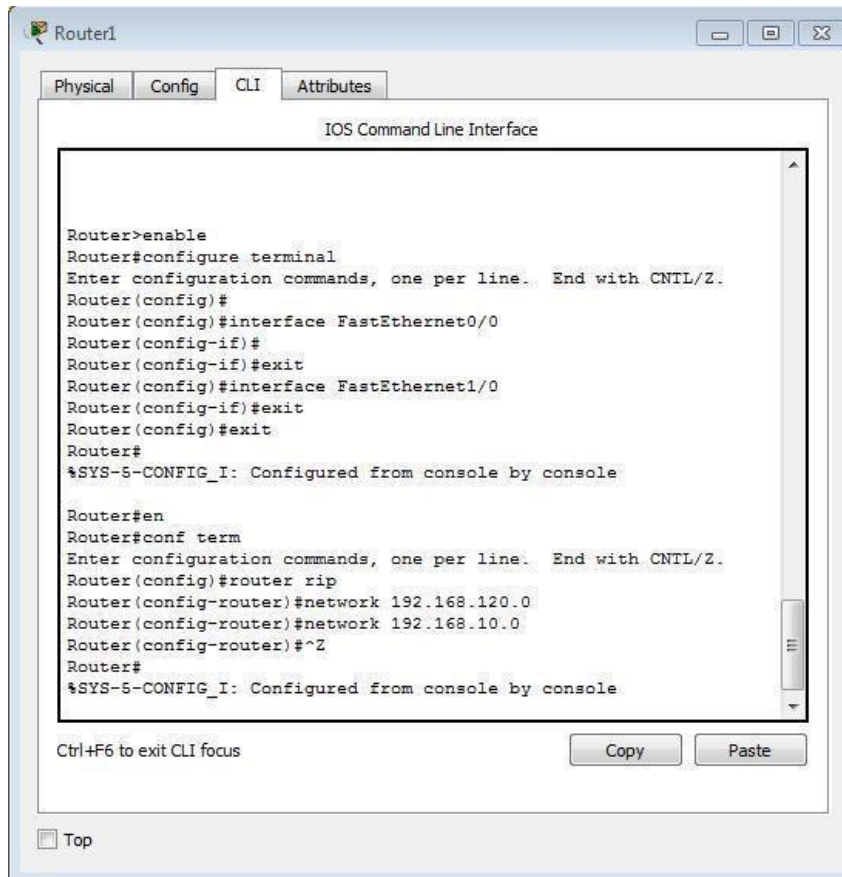 Router1
Physical Config CLI Attributes
IOS Command Line Interface
Router>enable
Router#configure terminal
Enter configuration commands, one per line.  End with CNTL/Z.
Router(config)#
Router(config)#interface FastEthernet0/0
Router(config-if)#
Router(config-if)#exit
Router(config)#interface FastEthernet1/0
Router(config-if)#exit
Router(config)#exit
Router#
%SYS-5-CONFIG_I: Configured from console by console
Router#en
Router#conf term
Enter configuration commands, one per line.  End with CNTL/Z.
Router(config)#router rip
Router(config-router)#network 192.168.120.0
Router(config-router)#network 192.168.10.0
Router(config-router)#^Z
Router#
%SYS-5-CONFIG_I: Configured from console by console
Ctrl+F6 to exit CLI focus Copy Paste
Top